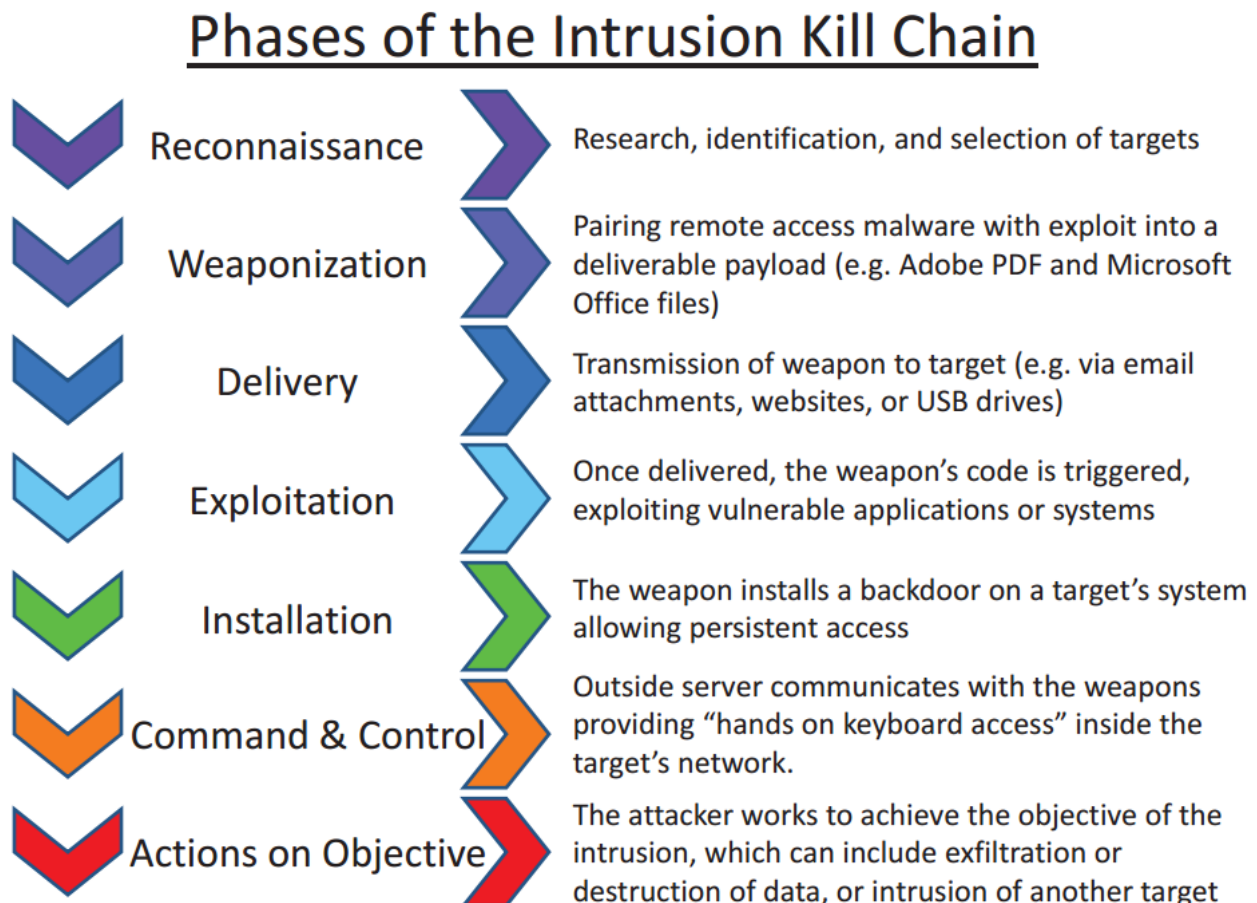 Phases of the Intrusion Kill Chain
Reconnaissance
Research, identification, and selection of targets
Weaponization
Pairing remote access malware with exploit into a
deliverable payload (e.g. Adobe PDF and Microsoft
Office files)
Delivery
Transmission of weapon to target (e.g. via email
attachments, websites, or USB drives)
Exploitation
Once delivered, the weapon’s code is triggered,
exploiting vulnerable applications or systems
Installation
The weapon installs a backdoor on a target’s system
allowing persistent access
Command & Control
Outside server communicates with the weapons
providing “hands on keyboard access” inside the
target’s network.
Actions on Objective
The attacker works to achieve the objective of the
intrusion, which can include exfiltration or
destruction of data, or intrusion of another target